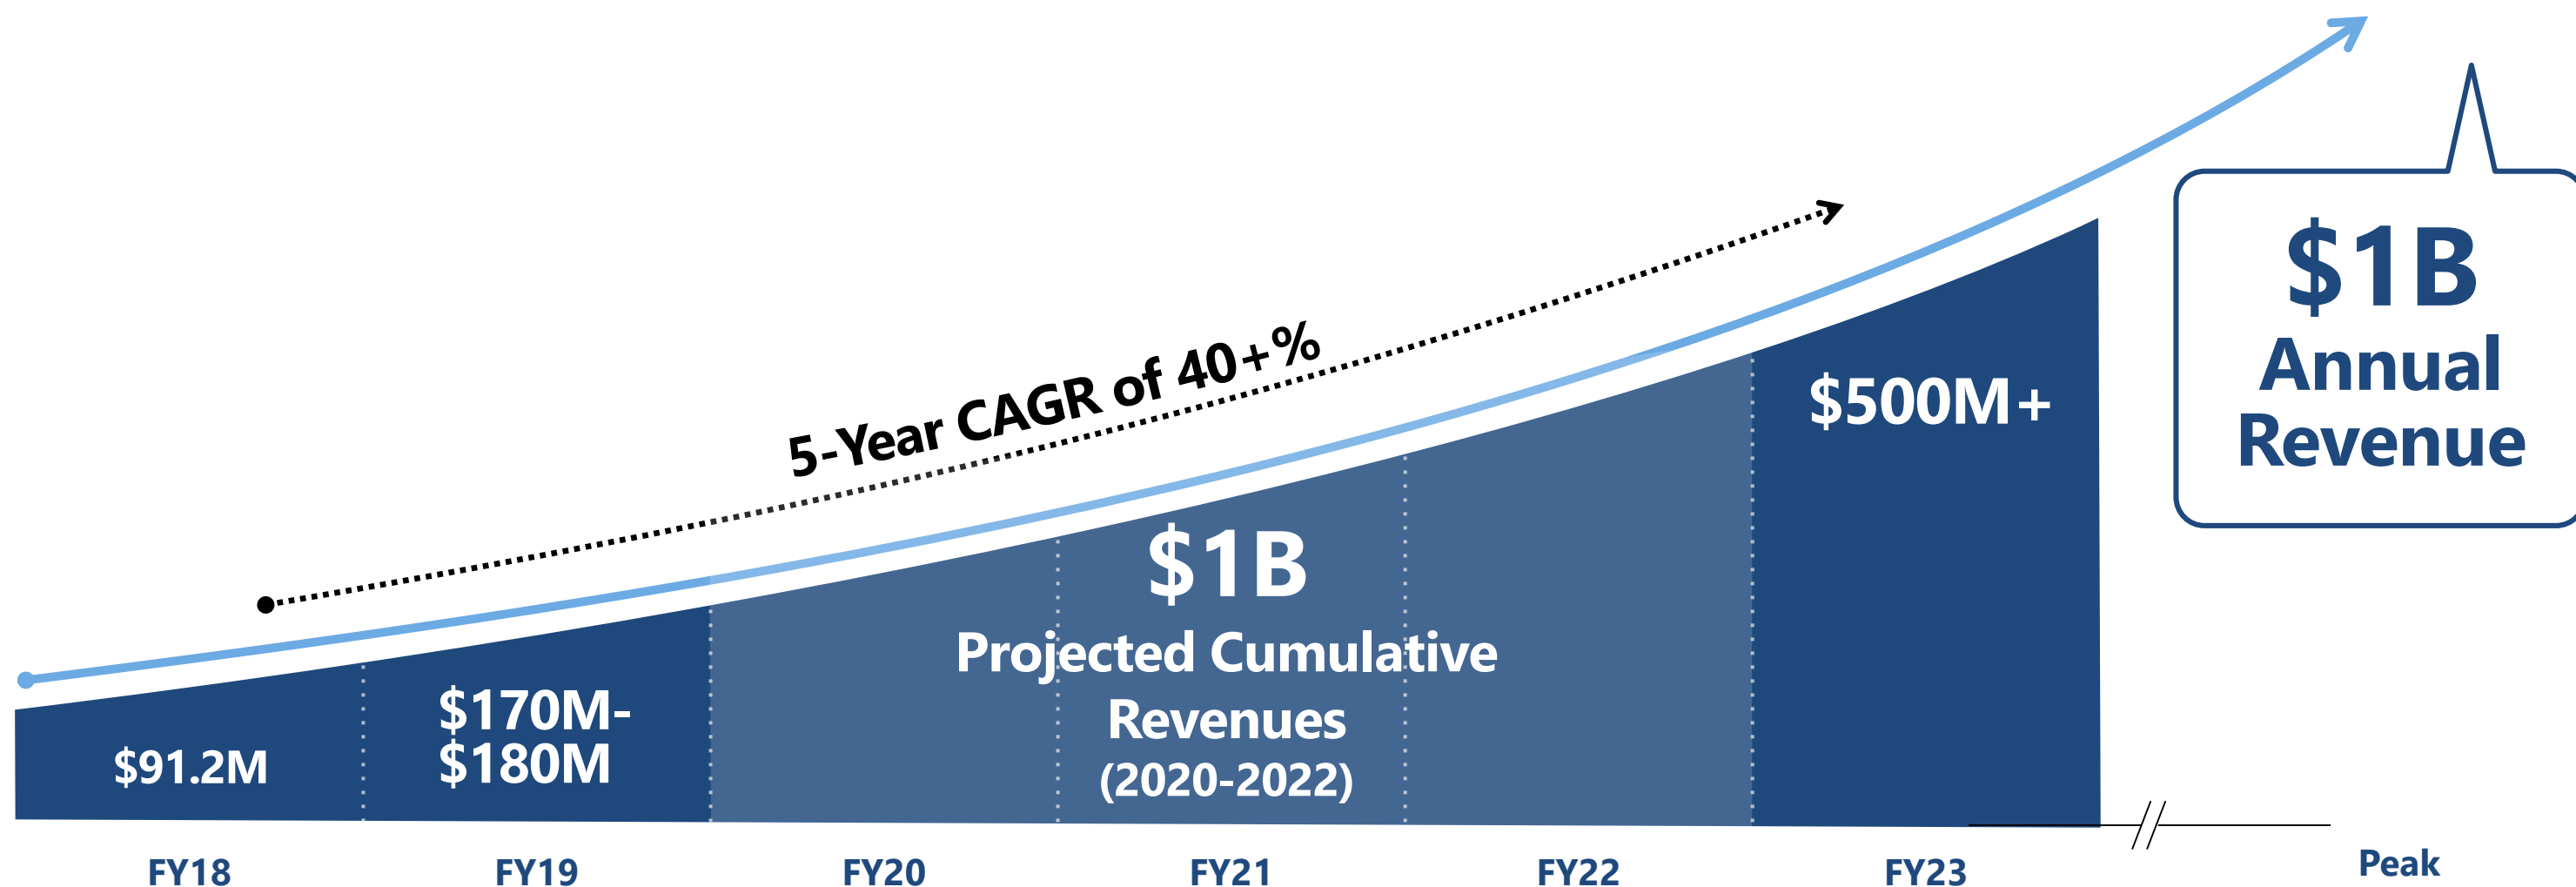 5-Year CAGR of 40+%
$1B
Annual
Revenue
$500M+
$1B
Projected Cumulative
Revenues
(2020-2022)
$170M-
$180M
$91.2M
FY18
FY19
FY20
FY21
FY22
FY23
Peak